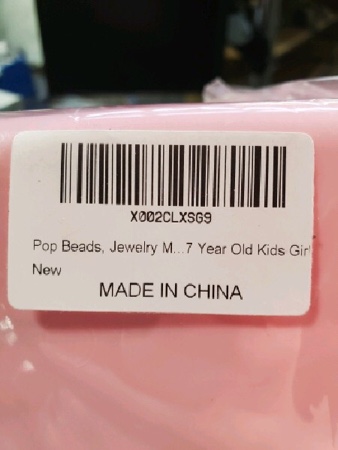 X002CLXSG9
Pop Beads, Jewelry M...7 Year Old Kids Girl
New
MADE IN CHINA